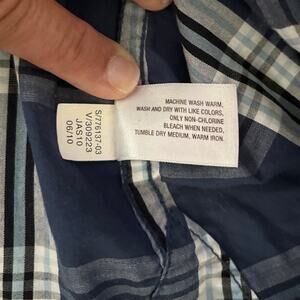 MACHINE WASH WARM,
WASH AND DRY WITH LIKE COLORS,
ONLY NON-CHLORINE
BLEACH WHEN NEEDED,
TUMBLE DRY MEDIUM, WARM IRON.
S/776137-03
V/309223
JAS10
06/10